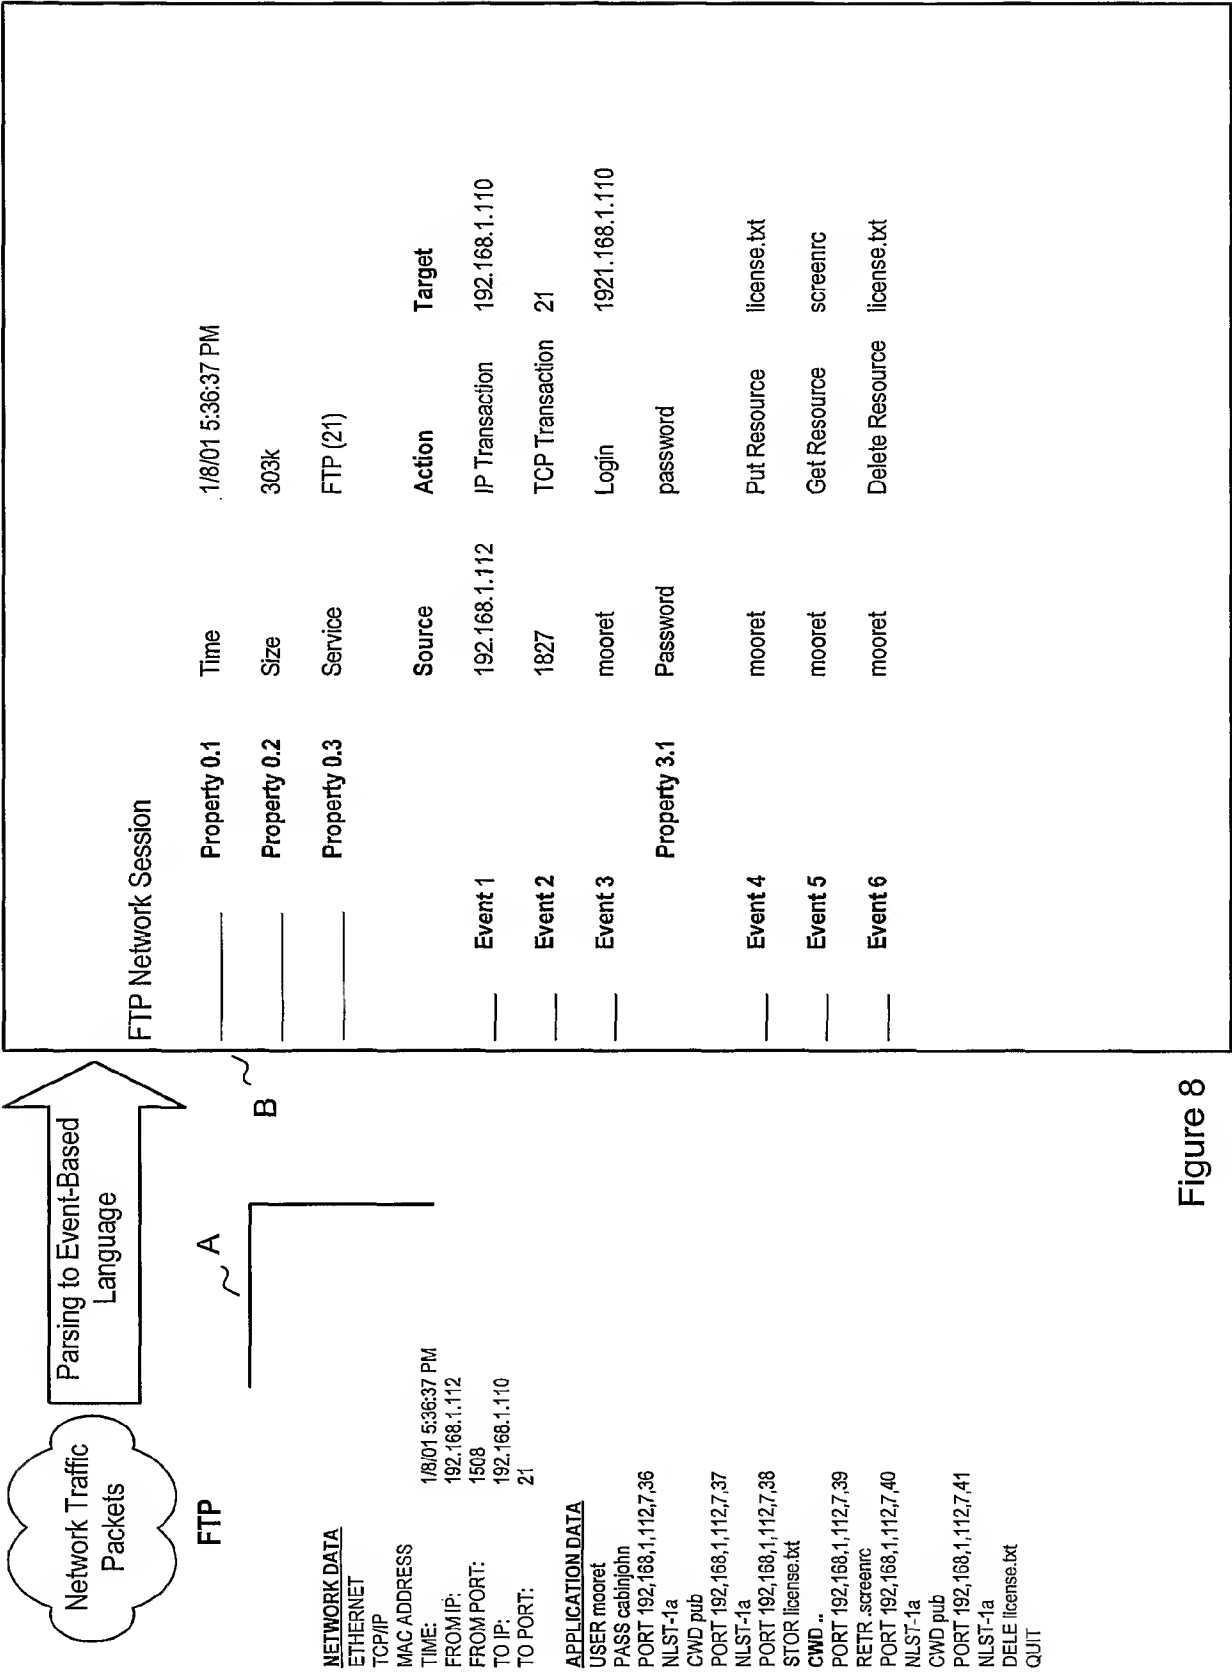 Network Traffic
Packets
Parsing to Event-Based
Language
FTP
A
B
NETWORK DATA
ETHERNET
TCP/IP
MAC ADDRESS
TIME: 1/8/01 5:36:37 PM
FROM IP: 192.168.1.112
FROM PORT: 1508
TO IP: 192.168.1.110
TO PORT: 21
APPLICATION DATA
USER mooret
PASS cabinjohn
PORT 192,168,1,112,7,36
NLST-1a
CWD pub
PORT 192,168,1,112,7,37
NLST-1a
PORT 192,168,1,112,7,38
STOR license.txt
CWD ..
PORT 192,168,1,112,7,39
RETR .screenrc
PORT 192,168,1,112,7,40
NLST-1a
CWD pub
PORT 192,168,1,112,7,41
NLST-1a
DELE license.txt
QUIT
FTP Network Session
Property 0.1 Time 1/8/01 5:36:37 PM
Property 0.2 Size 303k
Property 0.3 Service FTP (21)
Source Action Target
Event 1 192.168.1.112 IP Transaction 192.168.1.110
Event 2 1827 TCP Transaction 21
Event 3 mooret Login 1921.168.1.110
Property 3.1 Password password
Event 4 mooret Put Resource license.txt
Event 5 mooret Get Resource screenrc
Event 6 mooret Delete Resource license.txt
Figure 8